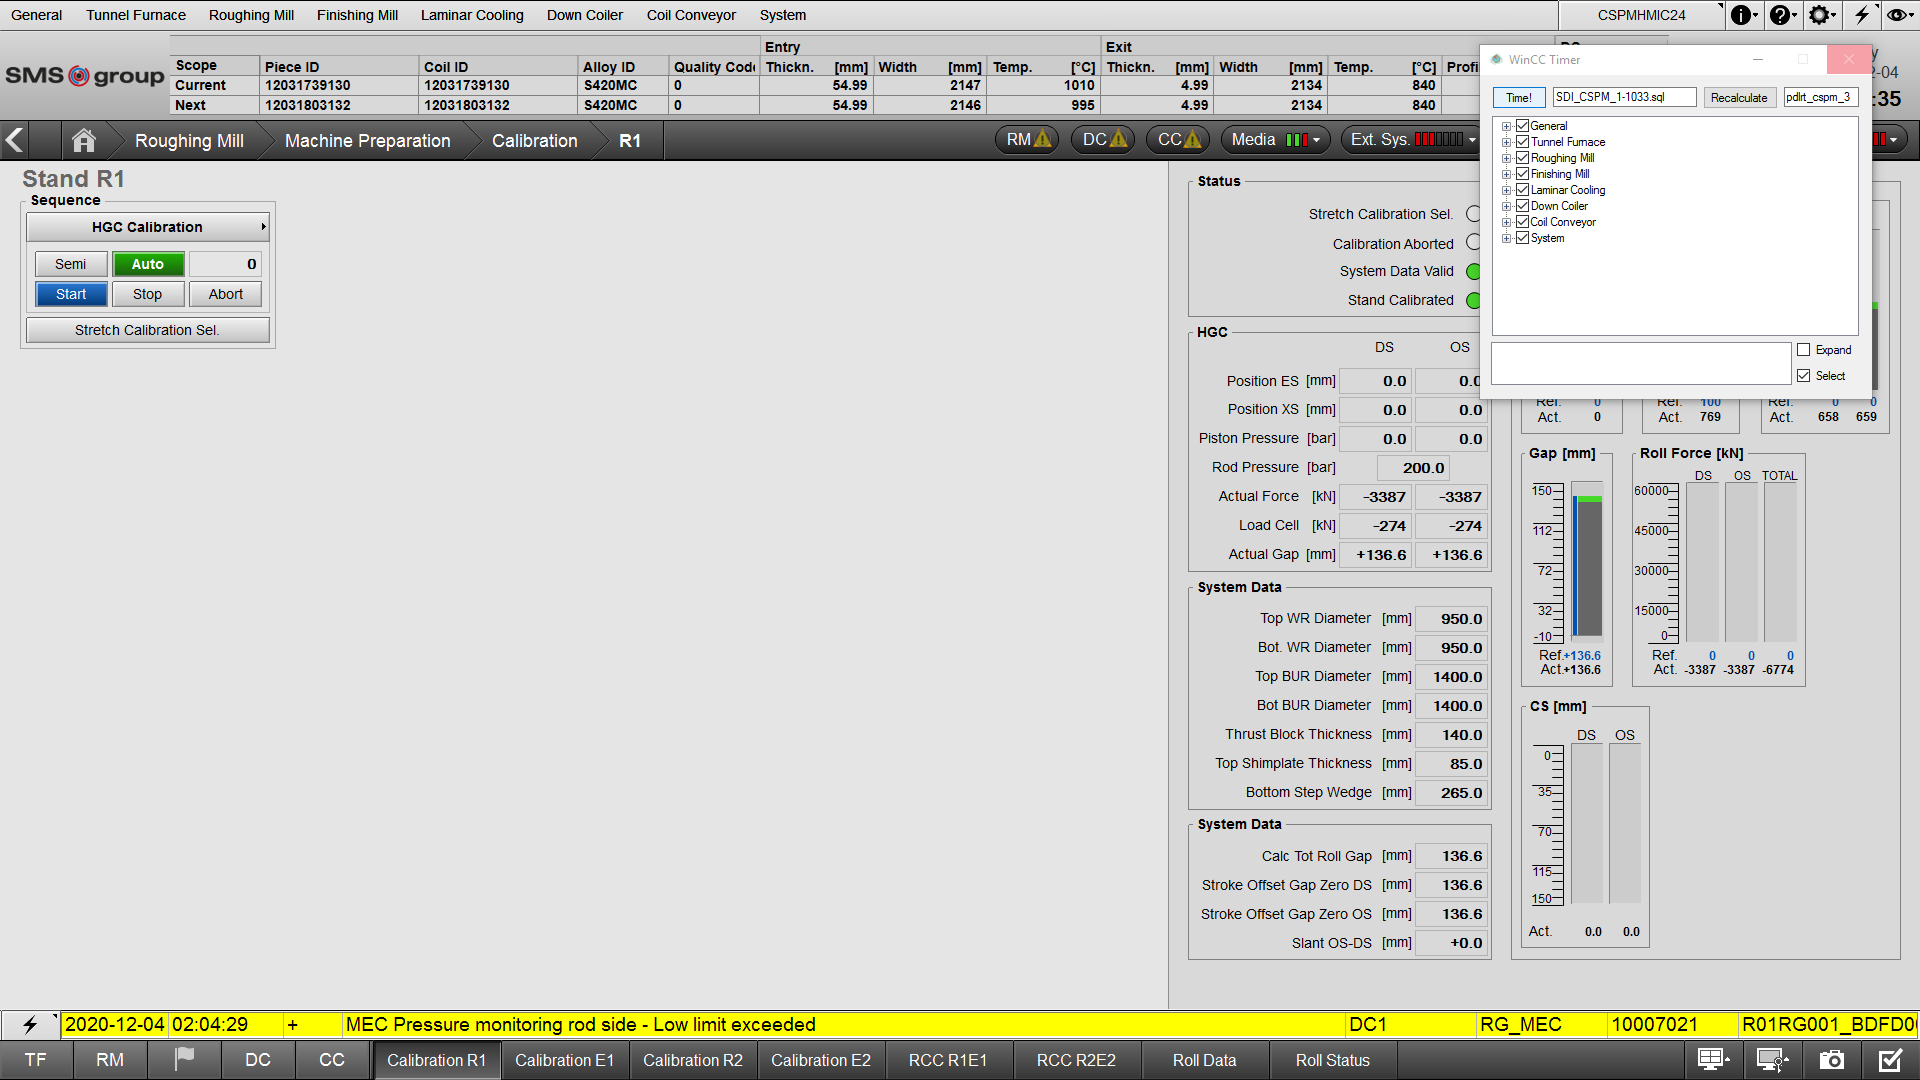 General Tunnel Furnace Roughing Mill Finishing Mill Laminar Cooling Down Coiler Coil Conveyor System CSPMHMIC24
SMS group
Entry Exit
Scope Piece ID Coil ID Alloy ID Quality Code Thickn. [mm] Width [mm] Temp. [°C] Thickn. [mm] Width [mm] Temp. [°C] Profi
Current 12031739130 12031739130 S420MC 0 54.99 2147 1010 4.99 2134 840
Next 12031803132 12031803132 S420MC 0 54.99 2146 995 4.99 2134 840
-04
:35
Roughing Mill Machine Preparation Calibration R1 RM DC CC Media Ext. Sys.
WinCC Timer
Time! SDI_CSPM_1-1033.sql Recalculate pdlrt_cspm_3
General
Tunnel Furnace
Roughing Mill
Finishing Mill
Laminar Cooling
Down Coiler
Coil Conveyor
System
Expand
Select
Stand R1
Sequence
HGC Calibration
Semi Auto 0
Start Stop Abort
Stretch Calibration Sel.
Status
Stretch Calibration Sel.
Calibration Aborted
System Data Valid
Stand Calibrated
HGC
DS OS
Position ES [mm] 0.0 0.0
Position XS [mm] 0.0 0.0
Piston Pressure [bar] 0.0 0.0
Rod Pressure [bar] 200.0
Actual Force [kN] -3387 -3387
Load Cell [kN] -274 -274
Actual Gap [mm] +136.6 +136.6
System Data
Top WR Diameter [mm] 950.0
Bot. WR Diameter [mm] 950.0
Top BUR Diameter [mm] 1400.0
Bot BUR Diameter [mm] 1400.0
Thrust Block Thickness [mm] 140.0
Top Shimplate Thickness [mm] 85.0
Bottom Step Wedge [mm] 265.0
System Data
Calc Tot Roll Gap [mm] 136.6
Stroke Offset Gap Zero DS [mm] 136.6
Stroke Offset Gap Zero OS [mm] 136.6
Slant OS-DS [mm] +0.0
Ref. 0 Ref. 100 Ref. 0 0
Act. 0 Act. 769 Act. 658 659
Gap [mm]
150
112
72
32
-10
Ref. +136.6
Act. +136.6
Roll Force [kN]
DS OS TOTAL
60000
45000
30000
15000
0
Ref. 0 0 0
Act. -3387 -3387 -6774
CS [mm]
DS OS
0
35
70
115
150
Act. 0.0 0.0
2020-12-04 02:04:29 + MEC Pressure monitoring rod side - Low limit exceeded DC1 RG_MEC 10007021 R01RG001_BDFD0
TF RM DC CC Calibration R1 Calibration E1 Calibration R2 Calibration E2 RCC R1E1 RCC R2E2 Roll Data Roll Status